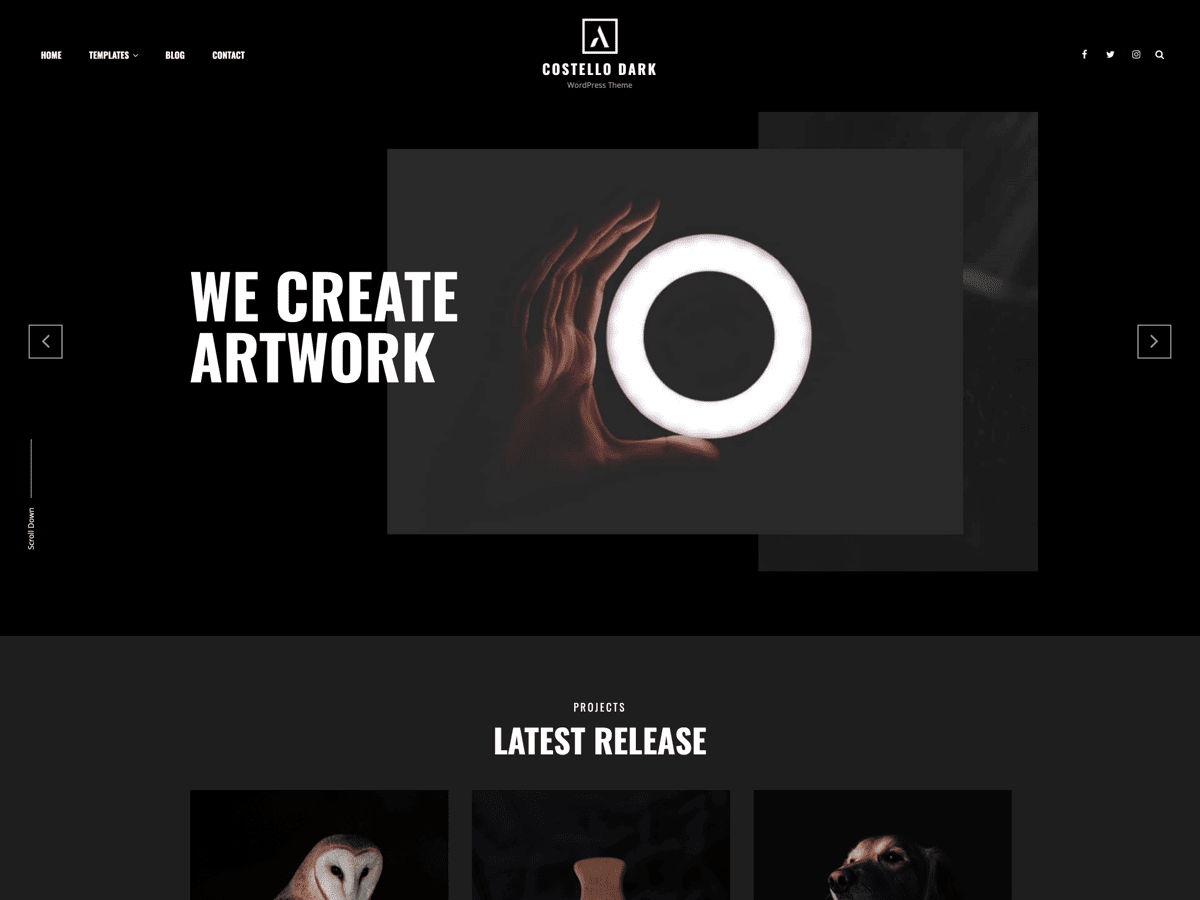 HOME
TEMPLATES
BLOG
CONTACT
COSTELLO DARK
WordPress Theme
WE CREATE
ARTWORK
Scroll Down
PROJECTS
LATEST RELEASE